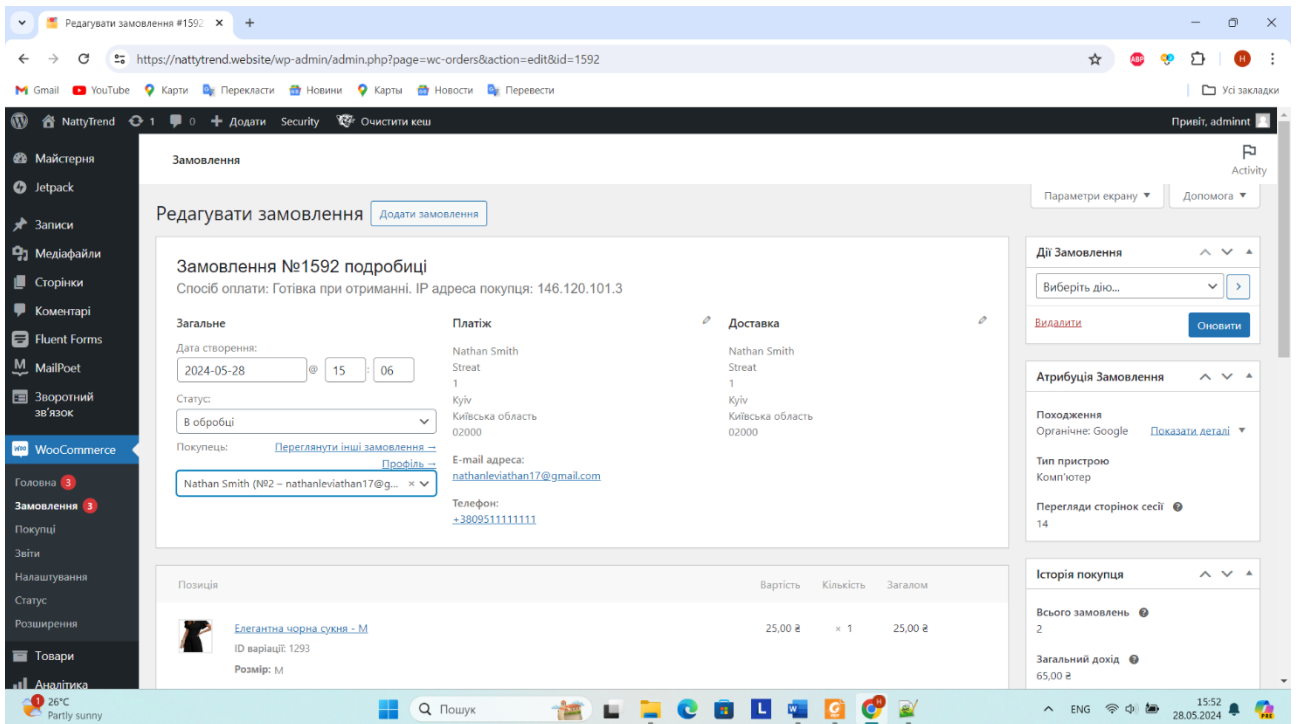 Редагувати замовлення #1592
https://nattytrend.website/wp-admin/admin.php?page=wc-orders&action=edit&id=1592
ABP
H
Gmail YouTube Карти Перекласти Новини Карты Новости Перевести Усі закладки
NattyTrend 1 0 + Додати Security Очистити кеш Привіт, adminnt
Майстерня
Jetpack
Записи
Медіафайли
Сторінки
Коментарі
Fluent Forms
MailPoet
Зворотний
зв’язок
WooCommerce
Головна 3
Замовлення 3
Покупці
Звіти
Налаштування
Статус
Розширення
Товари
Аналітика
Замовлення
Activity
Параметри екрану ▼ Допомога ▼
Редагувати замовлення Додати замовлення
Замовлення №1592 подробиці
Спосіб оплати: Готівка при отриманні. IP адреса покупця: 146.120.101.3
Загальне
Дата створення:
2024-05-28 @ 15 : 06
Статус:
В обробці
Покупець: Переглянути інші замовлення →
Профіль →
Nathan Smith (№2 – nathanleviathan17@g... ×
Платіж
Nathan Smith
Streat
1
Kyiv
Київська область
02000
E-mail адреса:
nathanleviathan17@gmail.com
Телефон:
+3809511111111
Доставка
Nathan Smith
Streat
1
Kyiv
Київська область
02000
Позиція Вартість Кількість Загалом
Елегантна чорна сукня - M 25,00 ₴ × 1 25,00 ₴
ID варіації: 1293
Розмір: M
Дії Замовлення
Виберіть дію...
Видалити Оновити
Атрибуція Замовлення
Походження
Органічне: Google Показати деталі ▼
Тип пристрою
Комп'ютер
Перегляди сторінок сесії
14
Історія покупця
Всього замовлень
2
Загальний дохід
65,00 ₴
1 26°C
Partly sunny
Пошук
ENG
15:52
28.05.2024
PRE